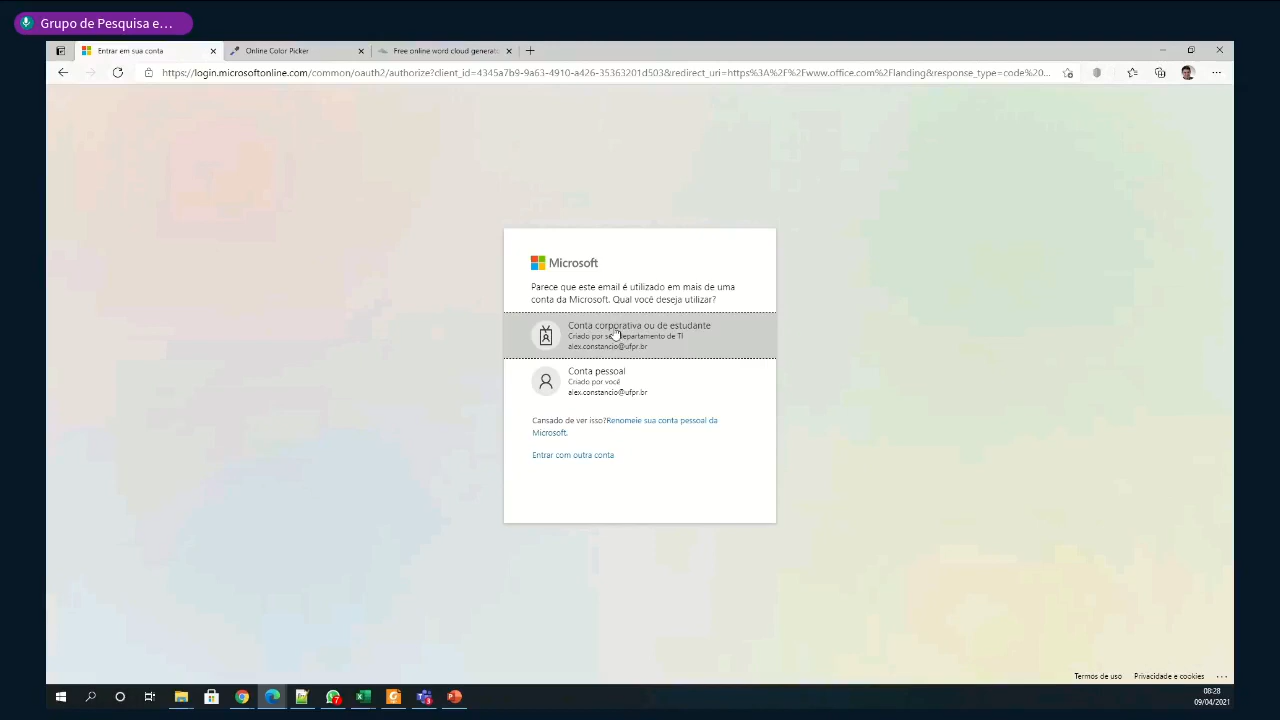 Grupo de Pesquisa e...
Entrar em sua conta
Online Color Picker
Free online word cloud generato
https://login.microsoftonline.com/common/oauth2/authorize?client_id=4345a7b9-9a63-4910-a426-35363201d503&redirect_uri=https%3A%2F%2Fwww.office.com%2Flanding&response_type=code%20...
Microsoft
Parece que este email é utilizado em mais de uma
conta da Microsoft. Qual você deseja utilizar?
Conta corporativa ou de estudante
Criado por departamento de TI
alex.constancio@ufpr.br
Conta pessoal
Criado por você
alex.constancio@ufpr.br
Cansado de ver isso?Renomeie sua conta pessoal da
Microsoft.
Entrar com outra conta
Termos de uso Privacidade e cookies ...
08:28
09/04/2021